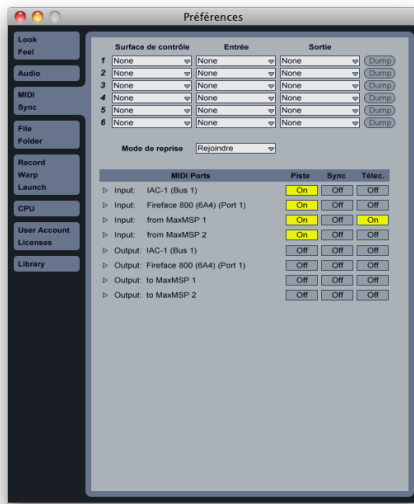 Préférences
Look
Feel
Audio
MIDI
Sync
File
Folder
Record
Warp
Launch
CPU
User Account
Licenses
Library
Surface de contrôle Entrée Sortie
1 None None None Dump
2 None None None Dump
3 None None None Dump
4 None None None Dump
5 None None None Dump
6 None None None Dump
Mode de reprise Rejoindre
MIDI Ports Piste Sync Télec.
Input: IAC-1 (Bus 1) On Off Off
Input: Fireface 800 (6A4) (Port 1) On Off Off
Input: from MaxMSP 1 On Off On
Input: from MaxMSP 2 On Off Off
Output: IAC-1 (Bus 1) Off Off Off
Output: Fireface 800 (6A4) (Port 1) Off Off Off
Output: to MaxMSP 1 Off Off Off
Output: to MaxMSP 2 Off Off Off